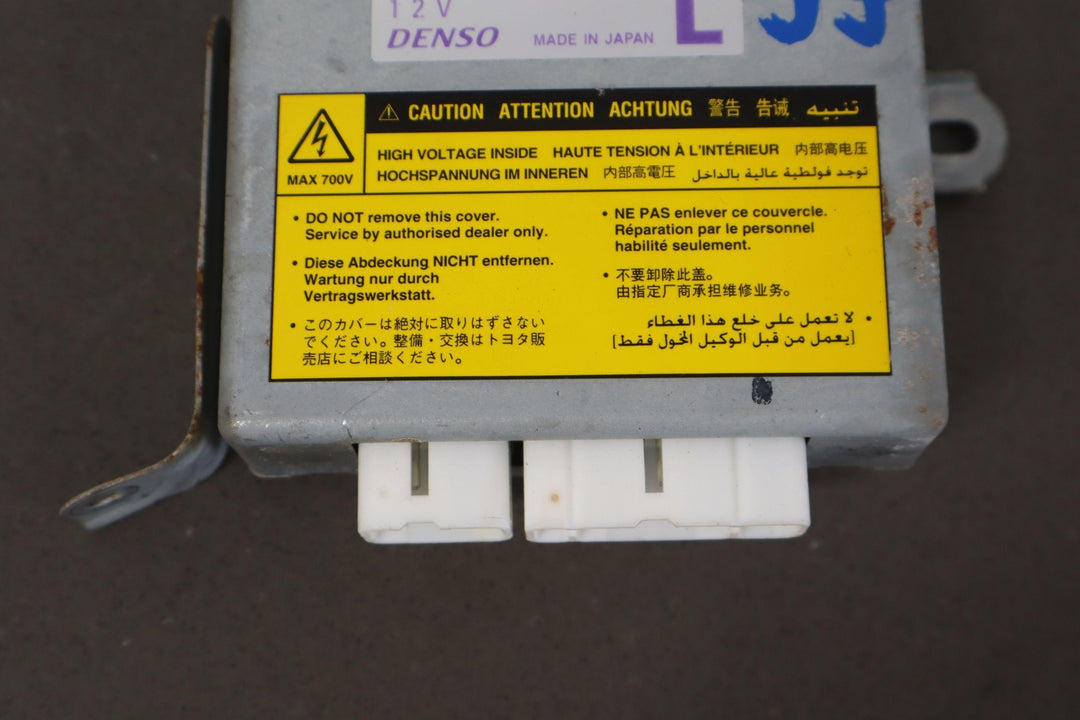 12V
DENSO MADE IN JAPAN L
⚠ CAUTION ATTENTION ACHTUNG 警告 告诫 تنبيه
MAX 700V
HIGH VOLTAGE INSIDE HAUTE TENSION À L'INTÉRIEUR 内部高电压
HOCHSPANNUNG IM INNEREN 内部高電圧 توجد فولطية عالية بالداخل
• DO NOT remove this cover.
Service by authorised dealer only.
• Diese Abdeckung NICHT entfernen.
Wartung nur durch
Vertragswerkstatt.
• このカバーは絶対に取りはずさない
でください。整備・交換はトヨタ販
売店にご相談ください。
• NE PAS enlever ce couvercle.
Réparation par le personnel
habilité seulement.
• 不要卸除此盖。
由指定厂商承担维修业务。
• لا تعمل على خلع هذا الغطاء
[يعمل من قبل الوكيل المخول فقط]